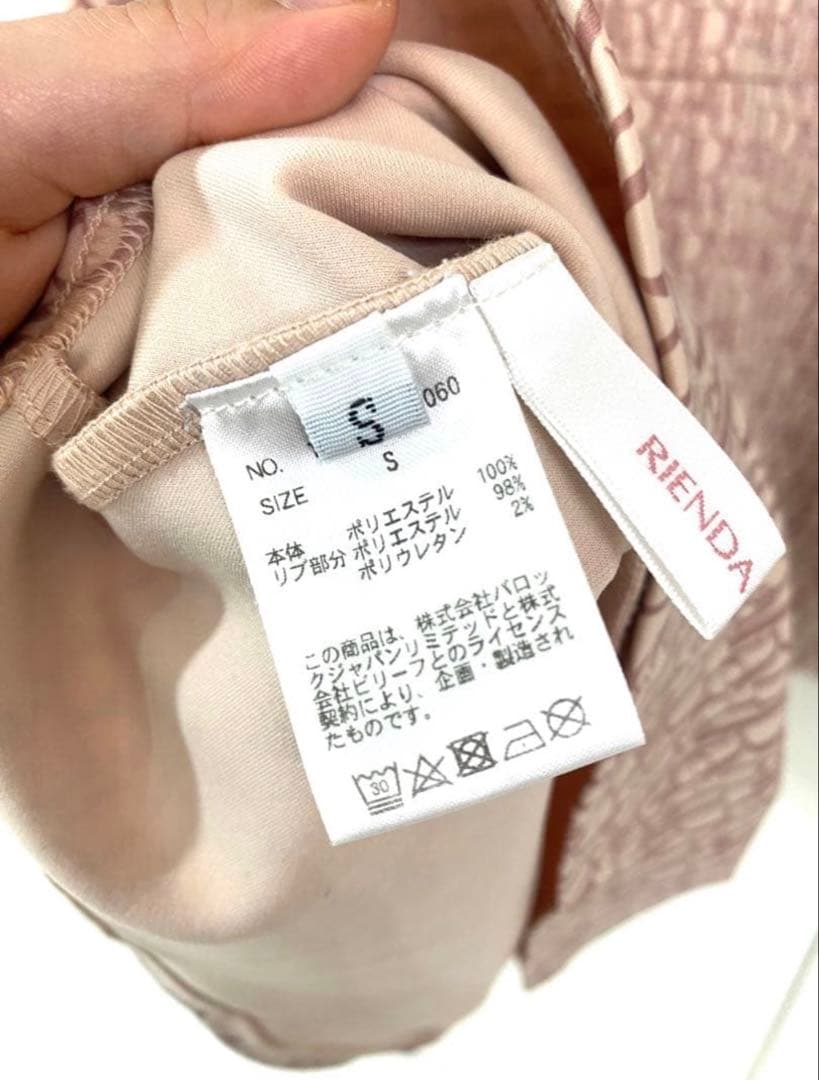 S
060
NO.
SIZE S
本体 ポリエステル 100%
リブ部分 ポリエステル 98%
ポリウレタン 2%
この商品は、株式会社バロッ
クジャパンリミテッドと株式
会社ビリーフとのライセンス
契約により、企画・製造され
たものです。
30
RIENDA